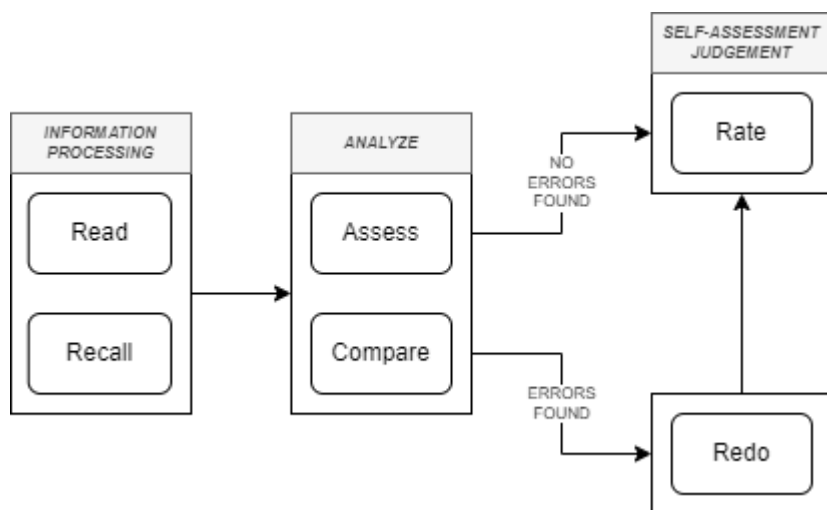 SELF-ASSESSMENT
JUDGEMENT
Rate
INFORMATION
PROCESSING
Read
Recall
ANALYZE
Assess
Compare
NO
ERRORS
FOUND
ERRORS
FOUND
Redo